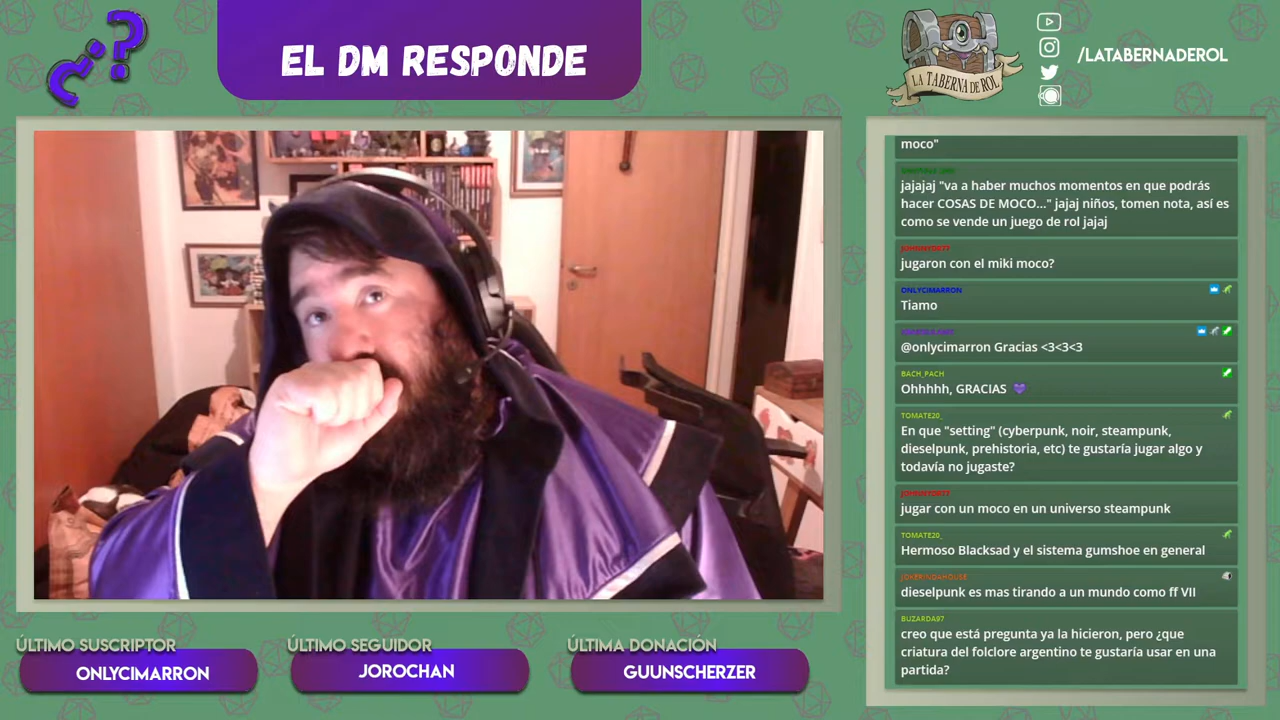 EL DM RESPONDE
LA TABERNA DE ROL
/LATABERNADEROL
moco"
jajajaj "va a haber muchos momentos en que podrás
hacer COSAS DE MOCO..." jajaj niños, tomen nota, así es
como se vende un juego de rol jajaj
jugaron con el miki moco?
ONLYCIMARRON
Tiamo
@onlycimarron Gracias <3<3<3
BACH_PACH
Ohhhhh, GRACIAS
TOMATE20_
En que "setting" (cyberpunk, noir, steampunk,
dieselpunk, prehistoria, etc) te gustaría jugar algo y
todavía no jugaste?
jugar con un moco en un universo steampunk
TOMATE20_
Hermoso Blacksad y el sistema gumshoe en general
JOKERINDAHOUSE
dieselpunk es mas tirando a un mundo como ff VII
BUZARDA97
creo que está pregunta ya la hicieron, pero ¿que
criatura del folclore argentino te gustaría usar en una
partida?
ÚLTIMO SUSCRIPTOR
ONLYCIMARRON
ÚLTIMO SEGUIDOR
JOROCHAN
ÚLTIMA DONACIÓN
GUUNSCHERZER